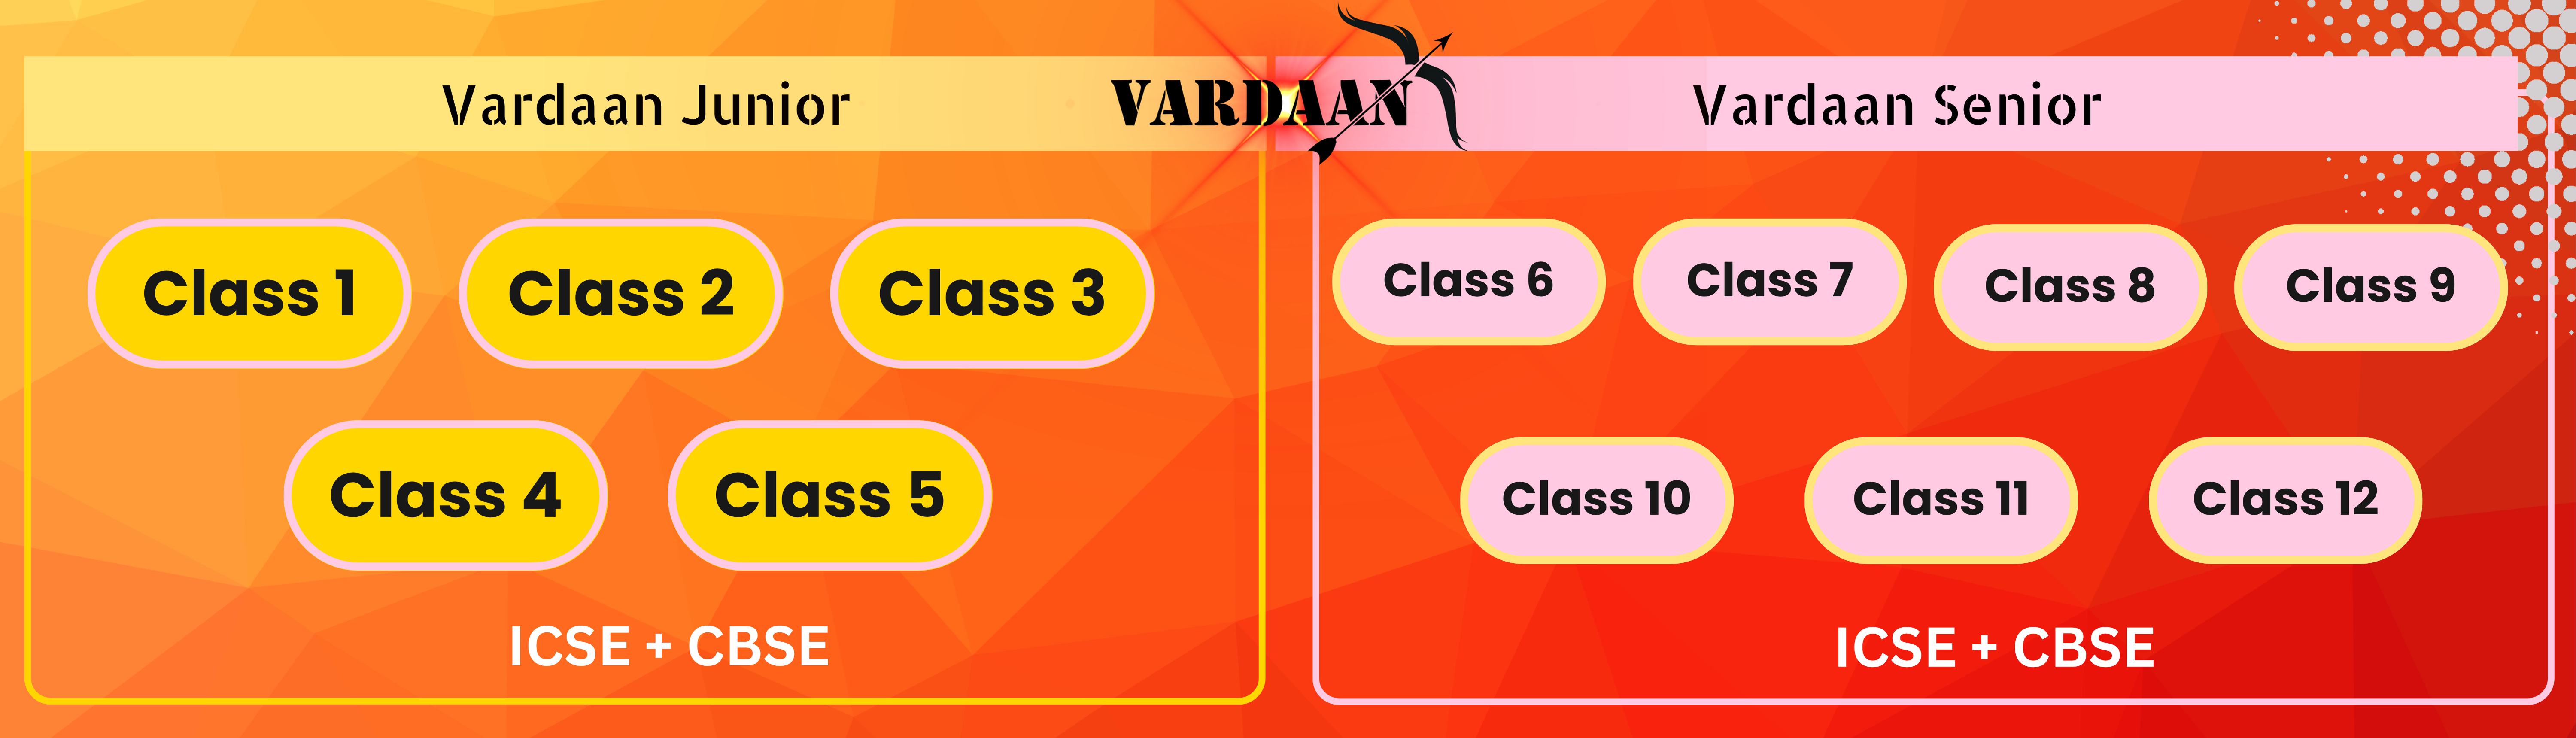 VARDAAN
Vardaan Junior
Class 1
Class 2
Class 3
Class 4
Class 5
ICSE + CBSE
Vardaan Senior
Class 6
Class 7
Class 8
Class 9
Class 10
Class 11
Class 12
ICSE + CBSE